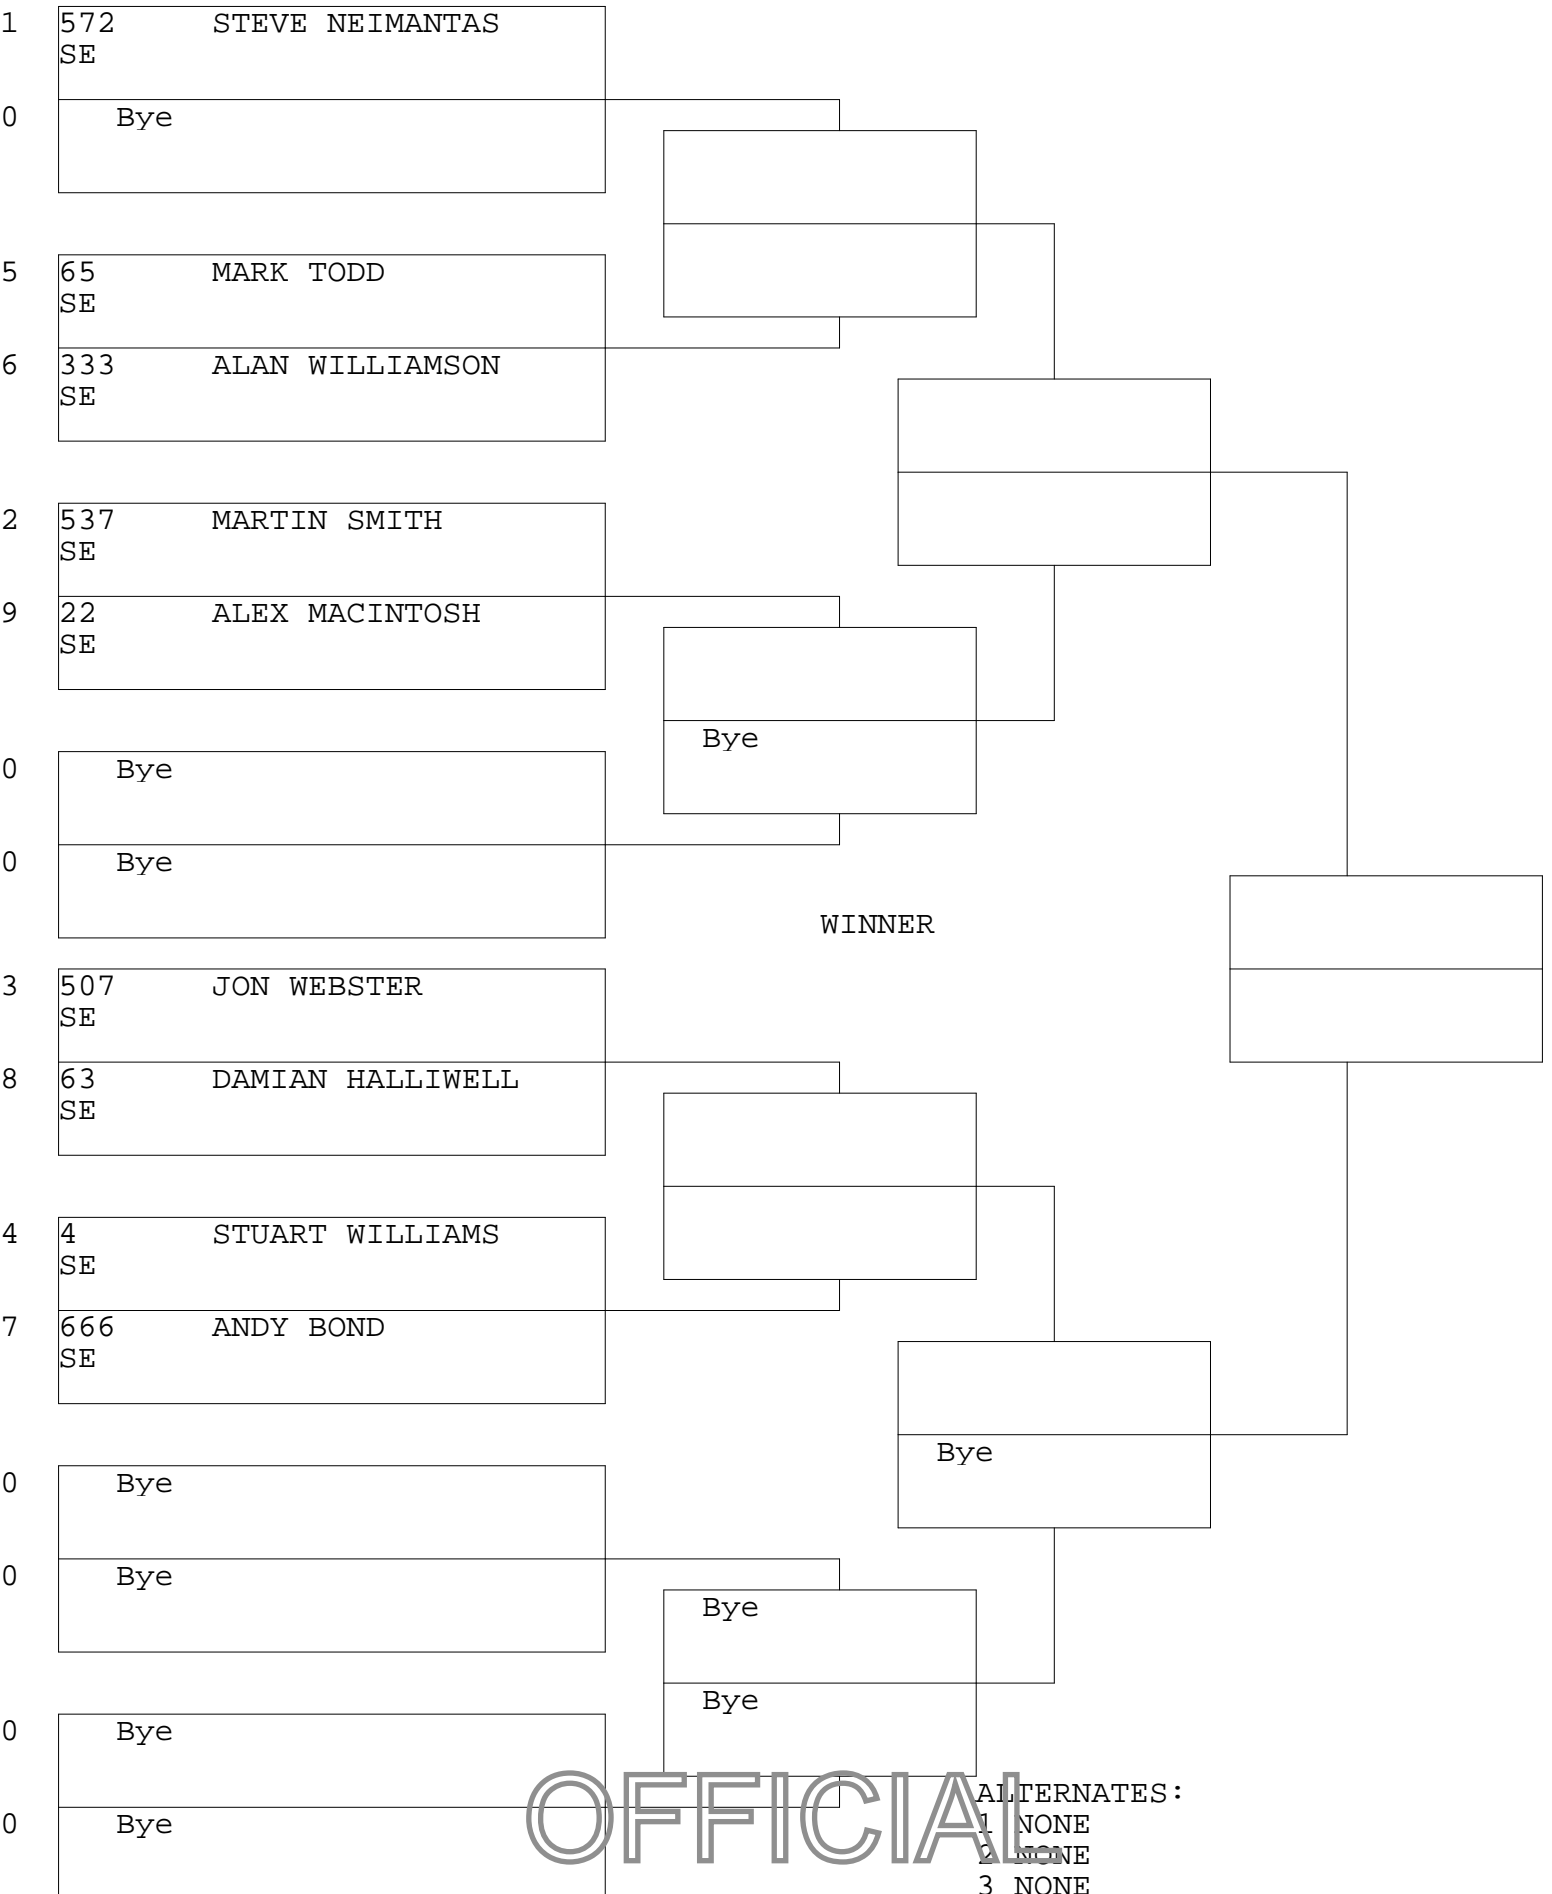 1 572 STEVE NEIMANTAS
SE
0 Bye
5 65 MARK TODD
SE
6 333 ALAN WILLIAMSON
SE
2 537 MARTIN SMITH
SE
9 22 ALEX MACINTOSH
SE
Bye
0 Bye
0 Bye
WINNER
3 507 JON WEBSTER
SE
8 63 DAMIAN HALLIWELL
SE
4 4 STUART WILLIAMS
SE
7 666 ANDY BOND
SE
Bye
0 Bye
0 Bye
Bye
Bye
0 Bye
0 Bye
OFFICIAL
ALTERNATES:
1 NONE
2 NONE
3 NONE